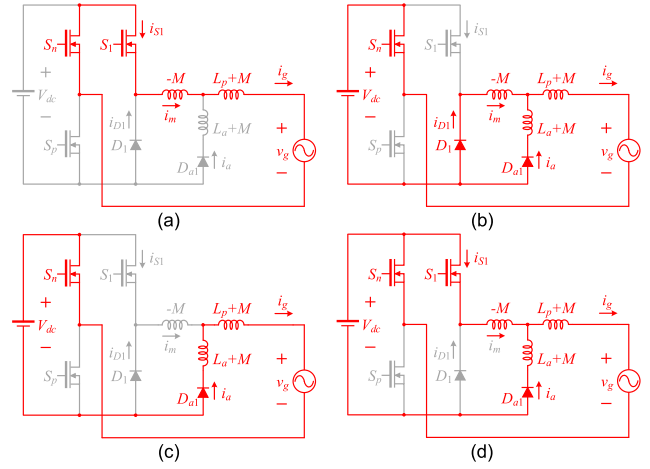 S_n S_1 i_S1 -M L_p+M i_g
+ V_dc − i_m
S_p i_D1 D_1 L_a+M D_a1 i_a + v_g −
(a)
S_n S_1 i_S1 -M L_p+M i_g
+ V_dc − i_m
S_p i_D1 D_1 L_a+M D_a1 i_a + v_g −
(b)
S_n S_1 i_S1 -M L_p+M i_g
+ V_dc − i_m
S_p i_D1 D_1 L_a+M D_a1 i_a + v_g −
(c)
S_n S_1 i_S1 -M L_p+M i_g
+ V_dc − i_m
S_p i_D1 D_1 L_a+M D_a1 i_a + v_g −
(d)